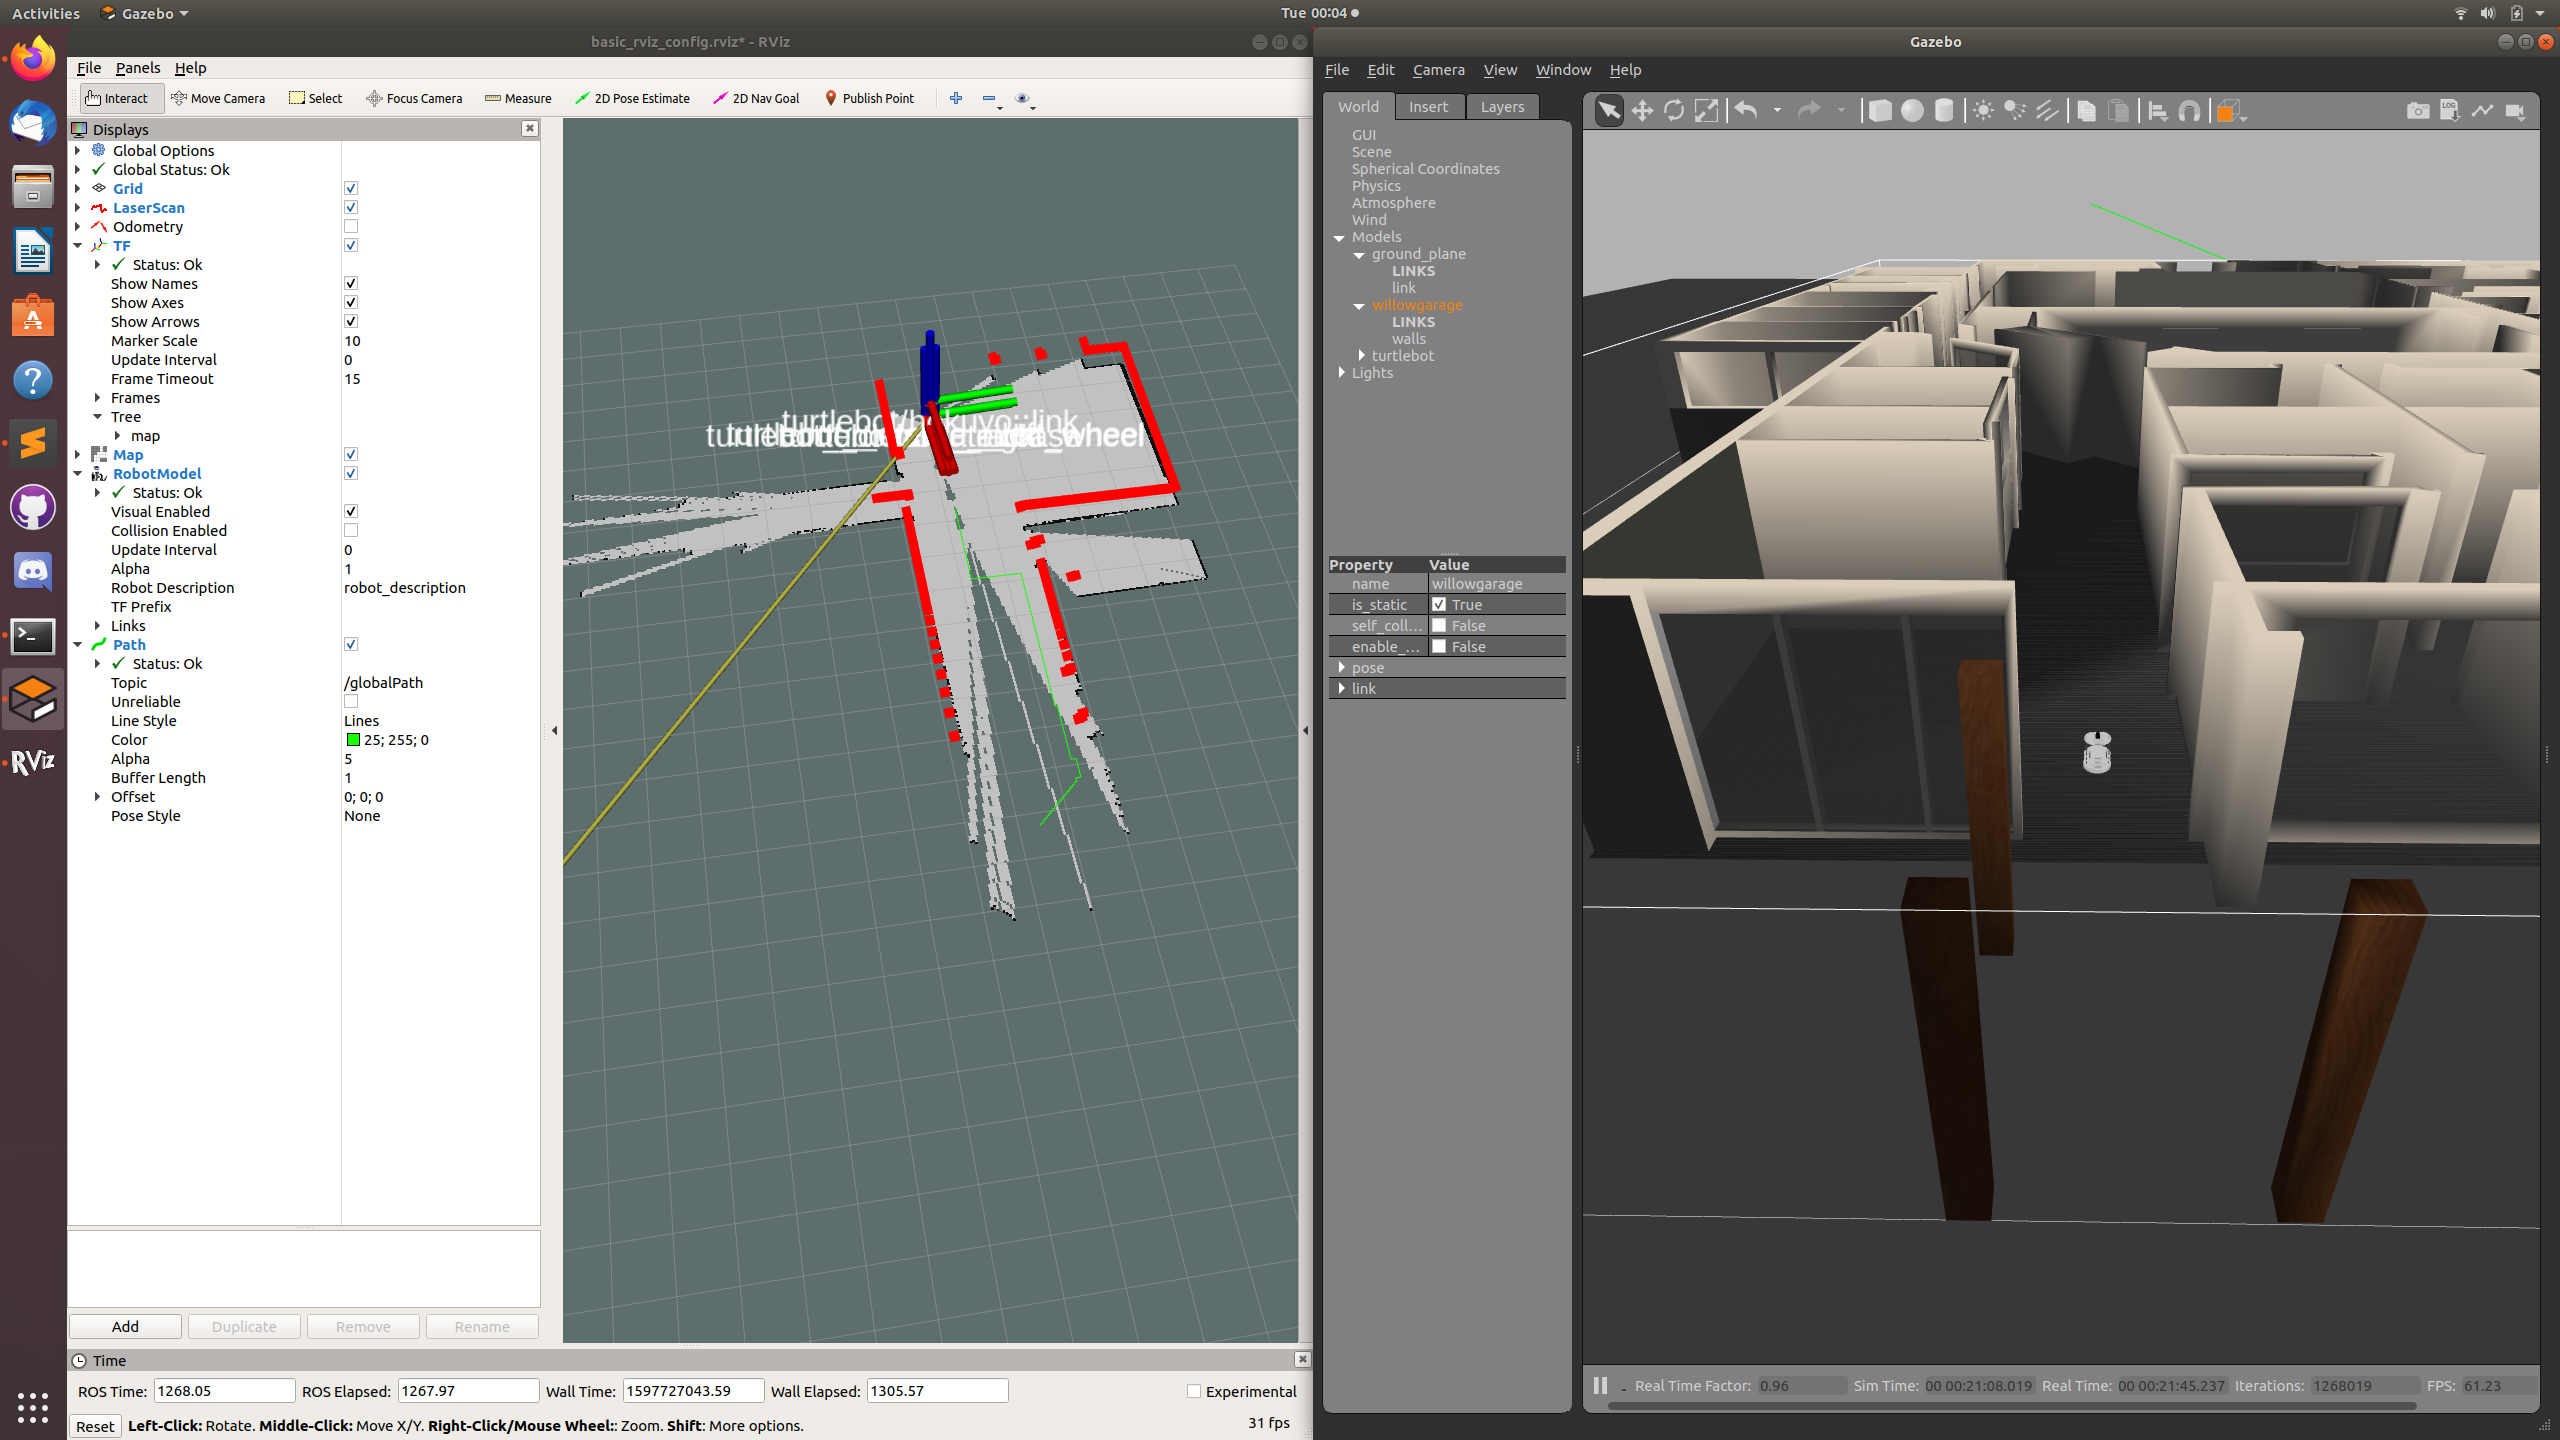 Activities Gazebo Tue 00:04
basic_rviz_config.rviz* - RViz
File Panels Help
Interact Move Camera Select Focus Camera Measure 2D Pose Estimate 2D Nav Goal Publish Point
Displays
Global Options
Global Status: Ok
Grid
LaserScan
Odometry
TF
Status: Ok
Show Names
Show Axes
Show Arrows
Marker Scale 10
Update Interval 0
Frame Timeout 15
Frames
Tree
map
Map
RobotModel
Status: Ok
Visual Enabled
Collision Enabled
Update Interval 0
Alpha 1
Robot Description robot_description
TF Prefix
Links
Path
Status: Ok
Topic /globalPath
Unreliable
Line Style Lines
Color 25; 255; 0
Alpha 5
Buffer Length 1
Offset 0; 0; 0
Pose Style None
RViz
Add Duplicate Remove Rename
Time
ROS Time: 1268.05 ROS Elapsed: 1267.97 Wall Time: 1597727043.59 Wall Elapsed: 1305.57 Experimental
Reset Left-Click: Rotate. Middle-Click: Move X/Y. Right-Click/Mouse Wheel:: Zoom. Shift: More options. 31 fps
Gazebo
File Edit Camera View Window Help
World Insert Layers
LOG
GUI
Scene
Spherical Coordinates
Physics
Atmosphere
Wind
Models
ground_plane
LINKS
link
willowgarage
LINKS
walls
turtlebot
Lights
Property Value
name willowgarage
is_static True
self_coll... False
enable_... False
pose
link
Real Time Factor: 0.96 Sim Time: 00 00:21:08.019 Real Time: 00 00:21:45.237 Iterations: 1268019 FPS: 61.23